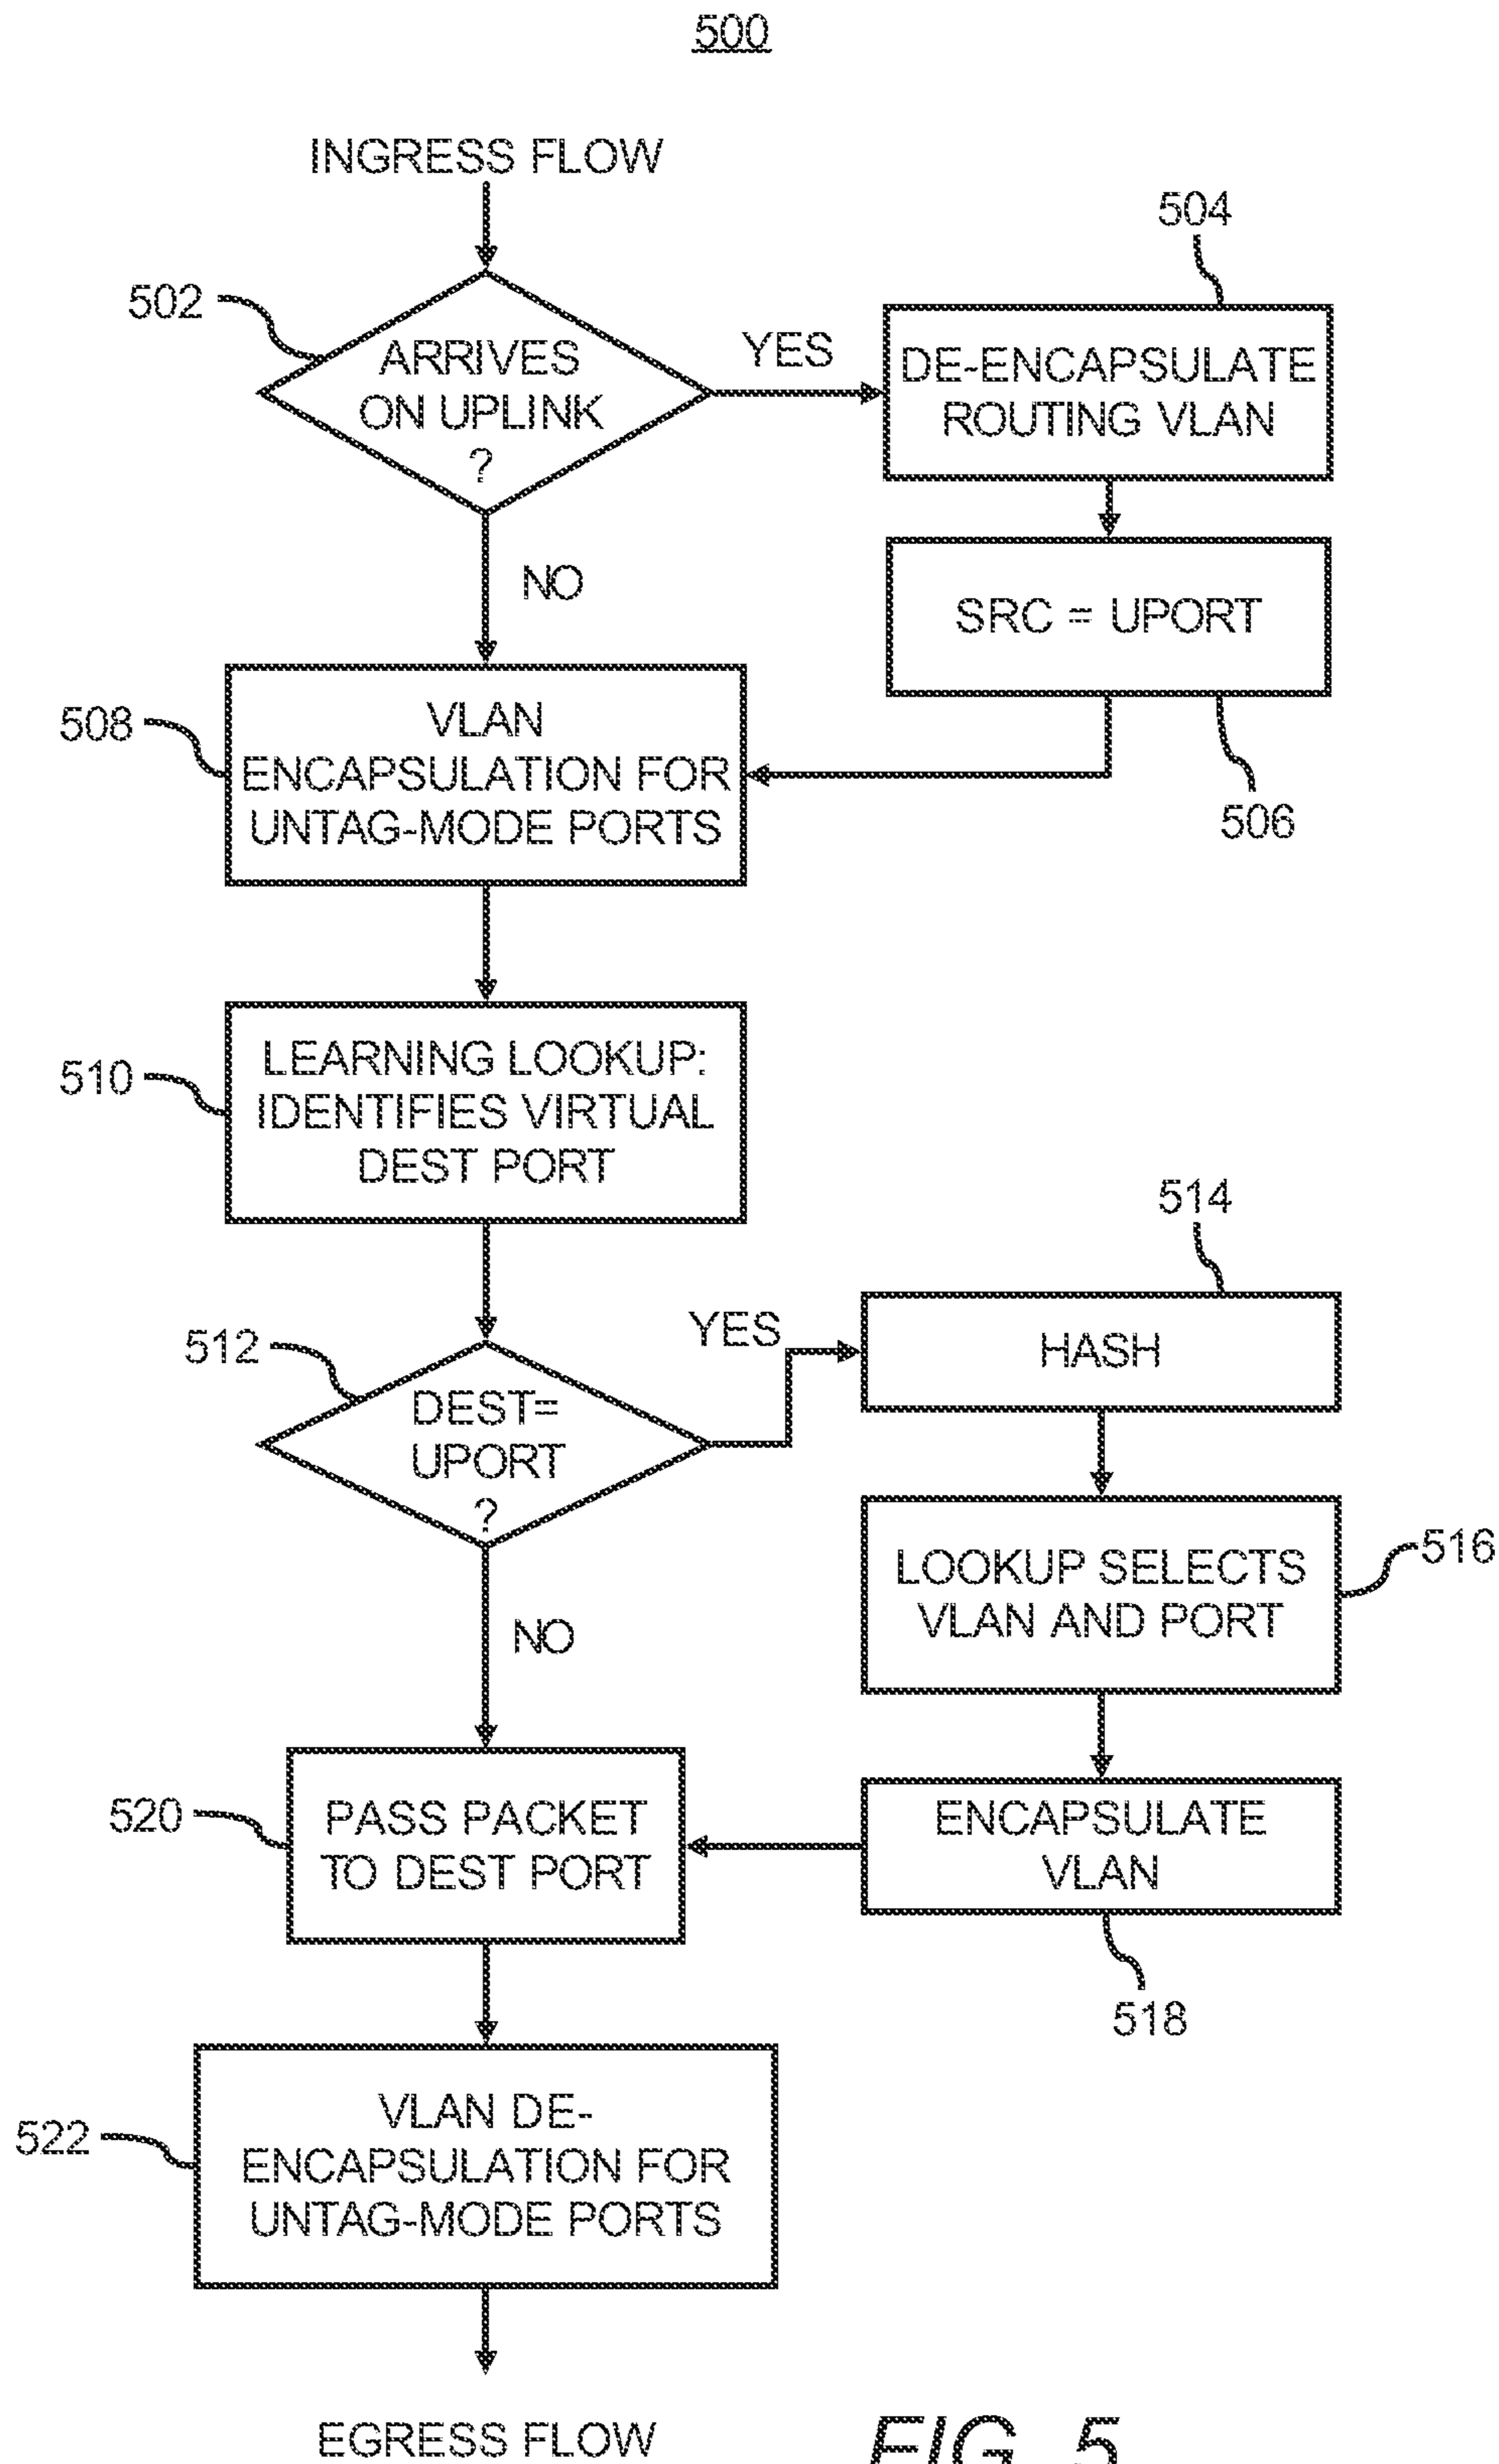 500
INGRESS FLOW
504
502
ARRIVES
ON UPLINK
?
YES
DE-ENCAPSULATE
ROUTING VLAN
NO
SRC = UPORT
506
508
VLAN
ENCAPSULATION FOR
UNTAG-MODE PORTS
510
LEARNING LOOKUP:
IDENTIFIES VIRTUAL
DEST PORT
514
512
DEST=
UPORT
?
YES
HASH
516
LOOKUP SELECTS
VLAN AND PORT
NO
520
PASS PACKET
TO DEST PORT
ENCAPSULATE
VLAN
518
522
VLAN DE-
ENCAPSULATION FOR
UNTAG-MODE PORTS
EGRESS FLOW
FIG. 5